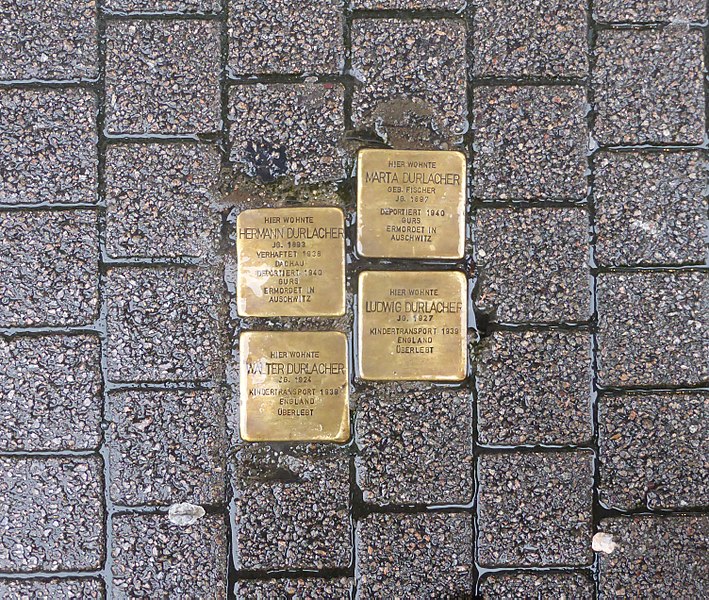 HIER WOHNTE
HERMANN DURLACHER
JG. 1893
VERHAFTET 1938
DACHAU
DEPORTIERT 1940
GURS
ERMORDET IN
AUSCHWITZ
HIER WOHNTE
MARTA DURLACHER
GEB. FISCHER
JG. 1897
DEPORTIERT 1940
GURS
ERMORDET IN
AUSCHWITZ
HIER WOHNTE
WALTER DURLACHER
JG. 1924
KINDERTRANSPORT 1939
ENGLAND
ÜBERLEBT
HIER WOHNTE
LUDWIG DURLACHER
JG. 1927
KINDERTRANSPORT 1939
ENGLAND
ÜBERLEBT